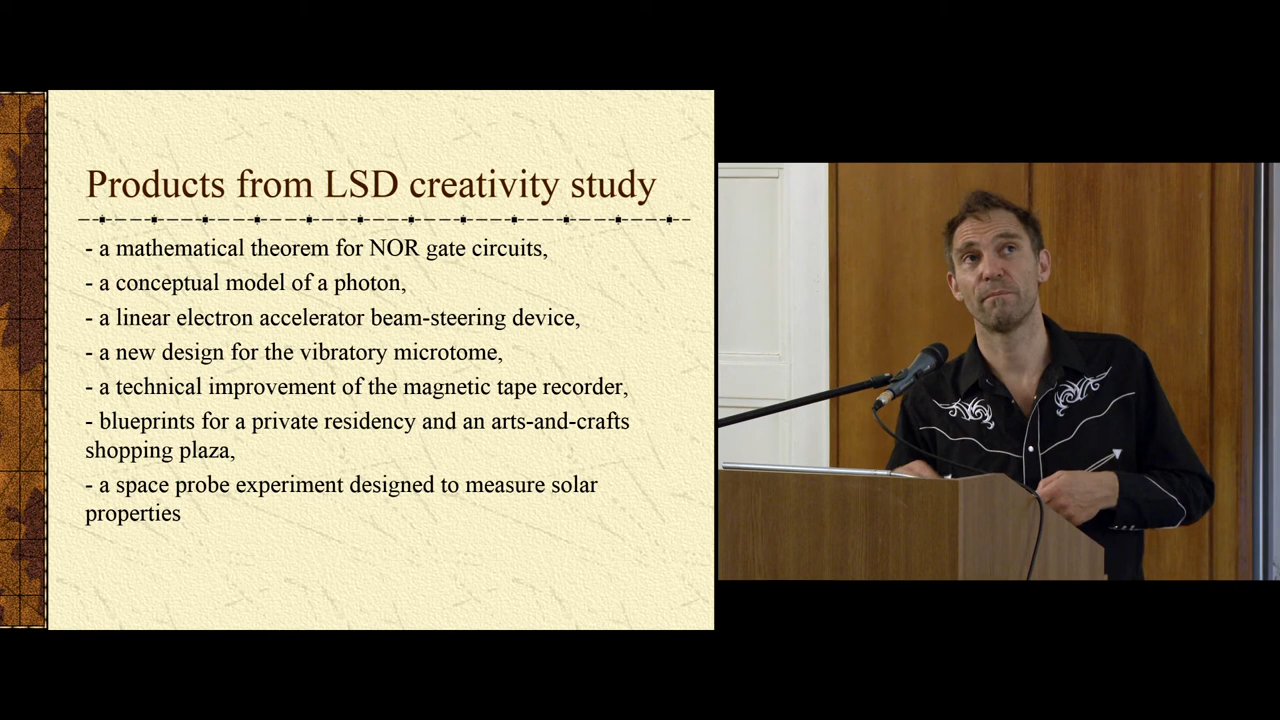 Products from LSD creativity study
- a mathematical theorem for NOR gate circuits,
- a conceptual model of a photon,
- a linear electron accelerator beam-steering device,
- a new design for the vibratory microtome,
- a technical improvement of the magnetic tape recorder,
- blueprints for a private residency and an arts-and-crafts
shopping plaza,
- a space probe experiment designed to measure solar
properties